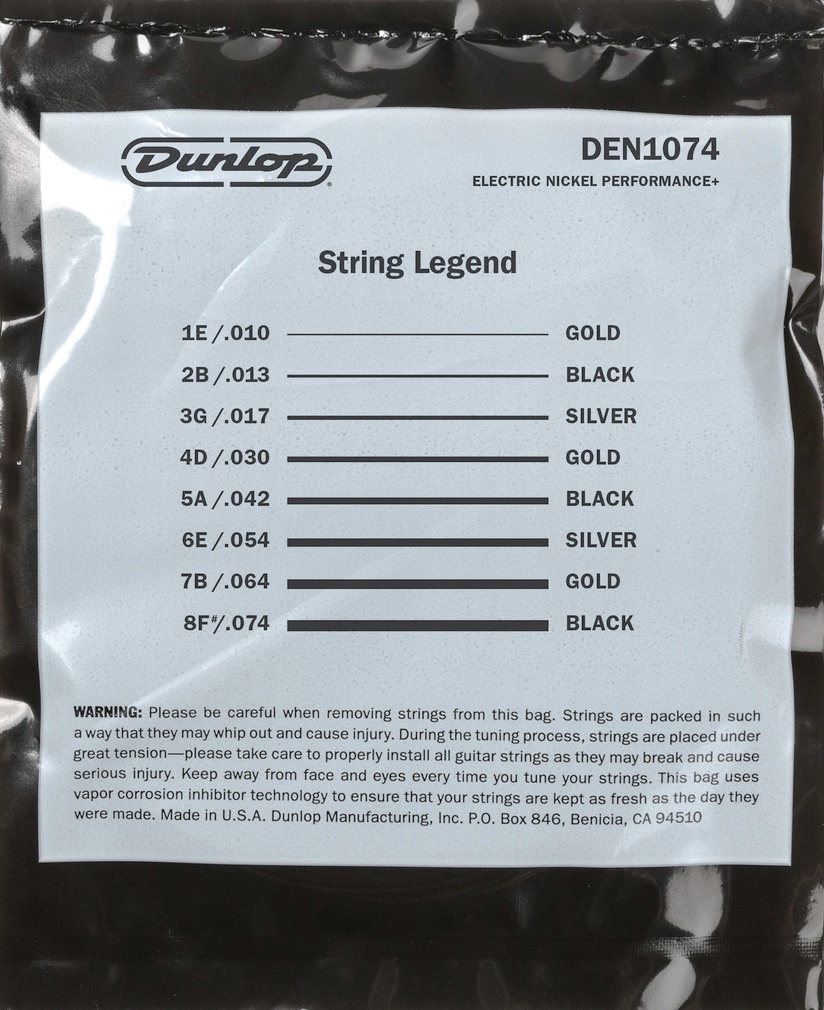 Dunlop®
DEN1074
ELECTRIC NICKEL PERFORMANCE+
String Legend
1E/.010 GOLD
2B/.013 BLACK
3G/.017 SILVER
4D/.030 GOLD
5A/.042 BLACK
6E/.054 SILVER
7B/.064 GOLD
8F#/.074 BLACK
WARNING: Please be careful when removing strings from this bag. Strings are packed in such
a way that they may whip out and cause injury. During the tuning process, strings are placed under
great tension—please take care to properly install all guitar strings as they may break and cause
serious injury. Keep away from face and eyes every time you tune your strings. This bag uses
vapor corrosion inhibitor technology to ensure that your strings are kept as fresh as the day they
were made. Made in U.S.A. Dunlop Manufacturing, Inc. P.O. Box 846, Benicia, CA 94510